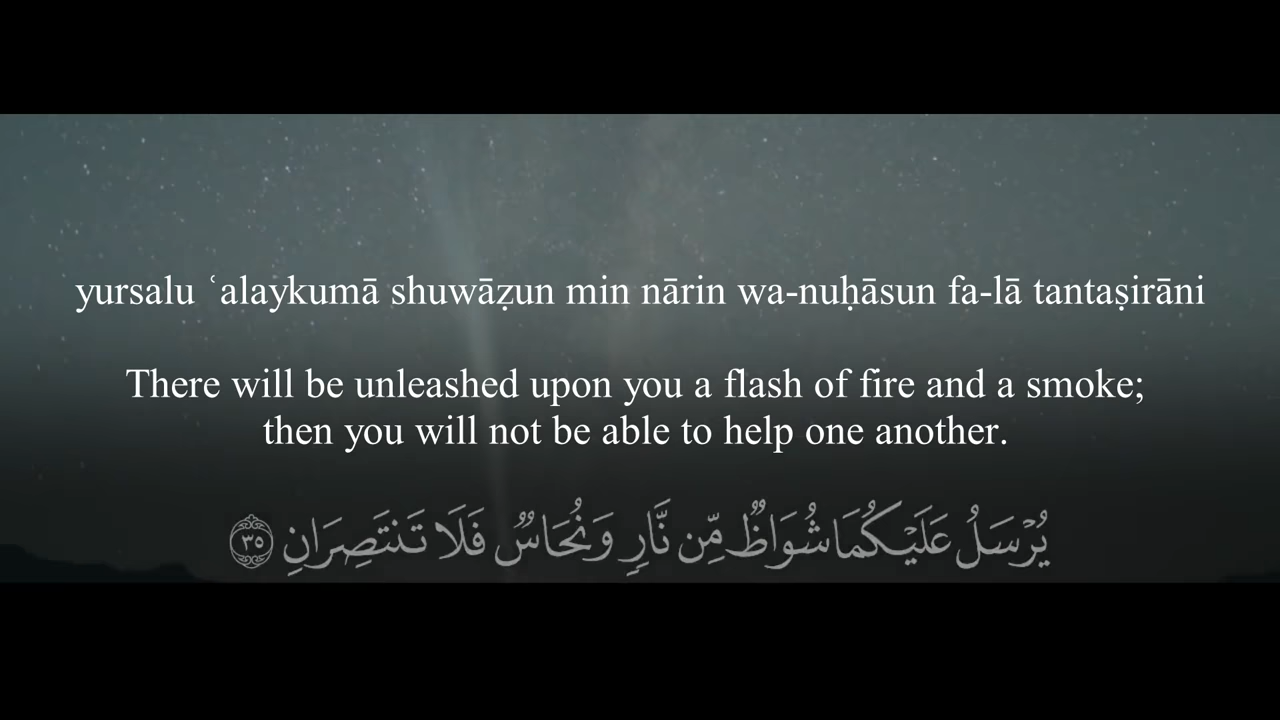 yursalu ʿalaykumā shuwāẓun min nārin wa-nuḥāsun fa-lā tantaṣirāni
There will be unleashed upon you a flash of fire and a smoke;
then you will not be able to help one another.
يُرْسَلُ عَلَيْكُمَا شُوَاظٌ مِّن نَّارٍ وَنُحَاسٌ فَلَا تَنتَصِرَانِ ٣٥